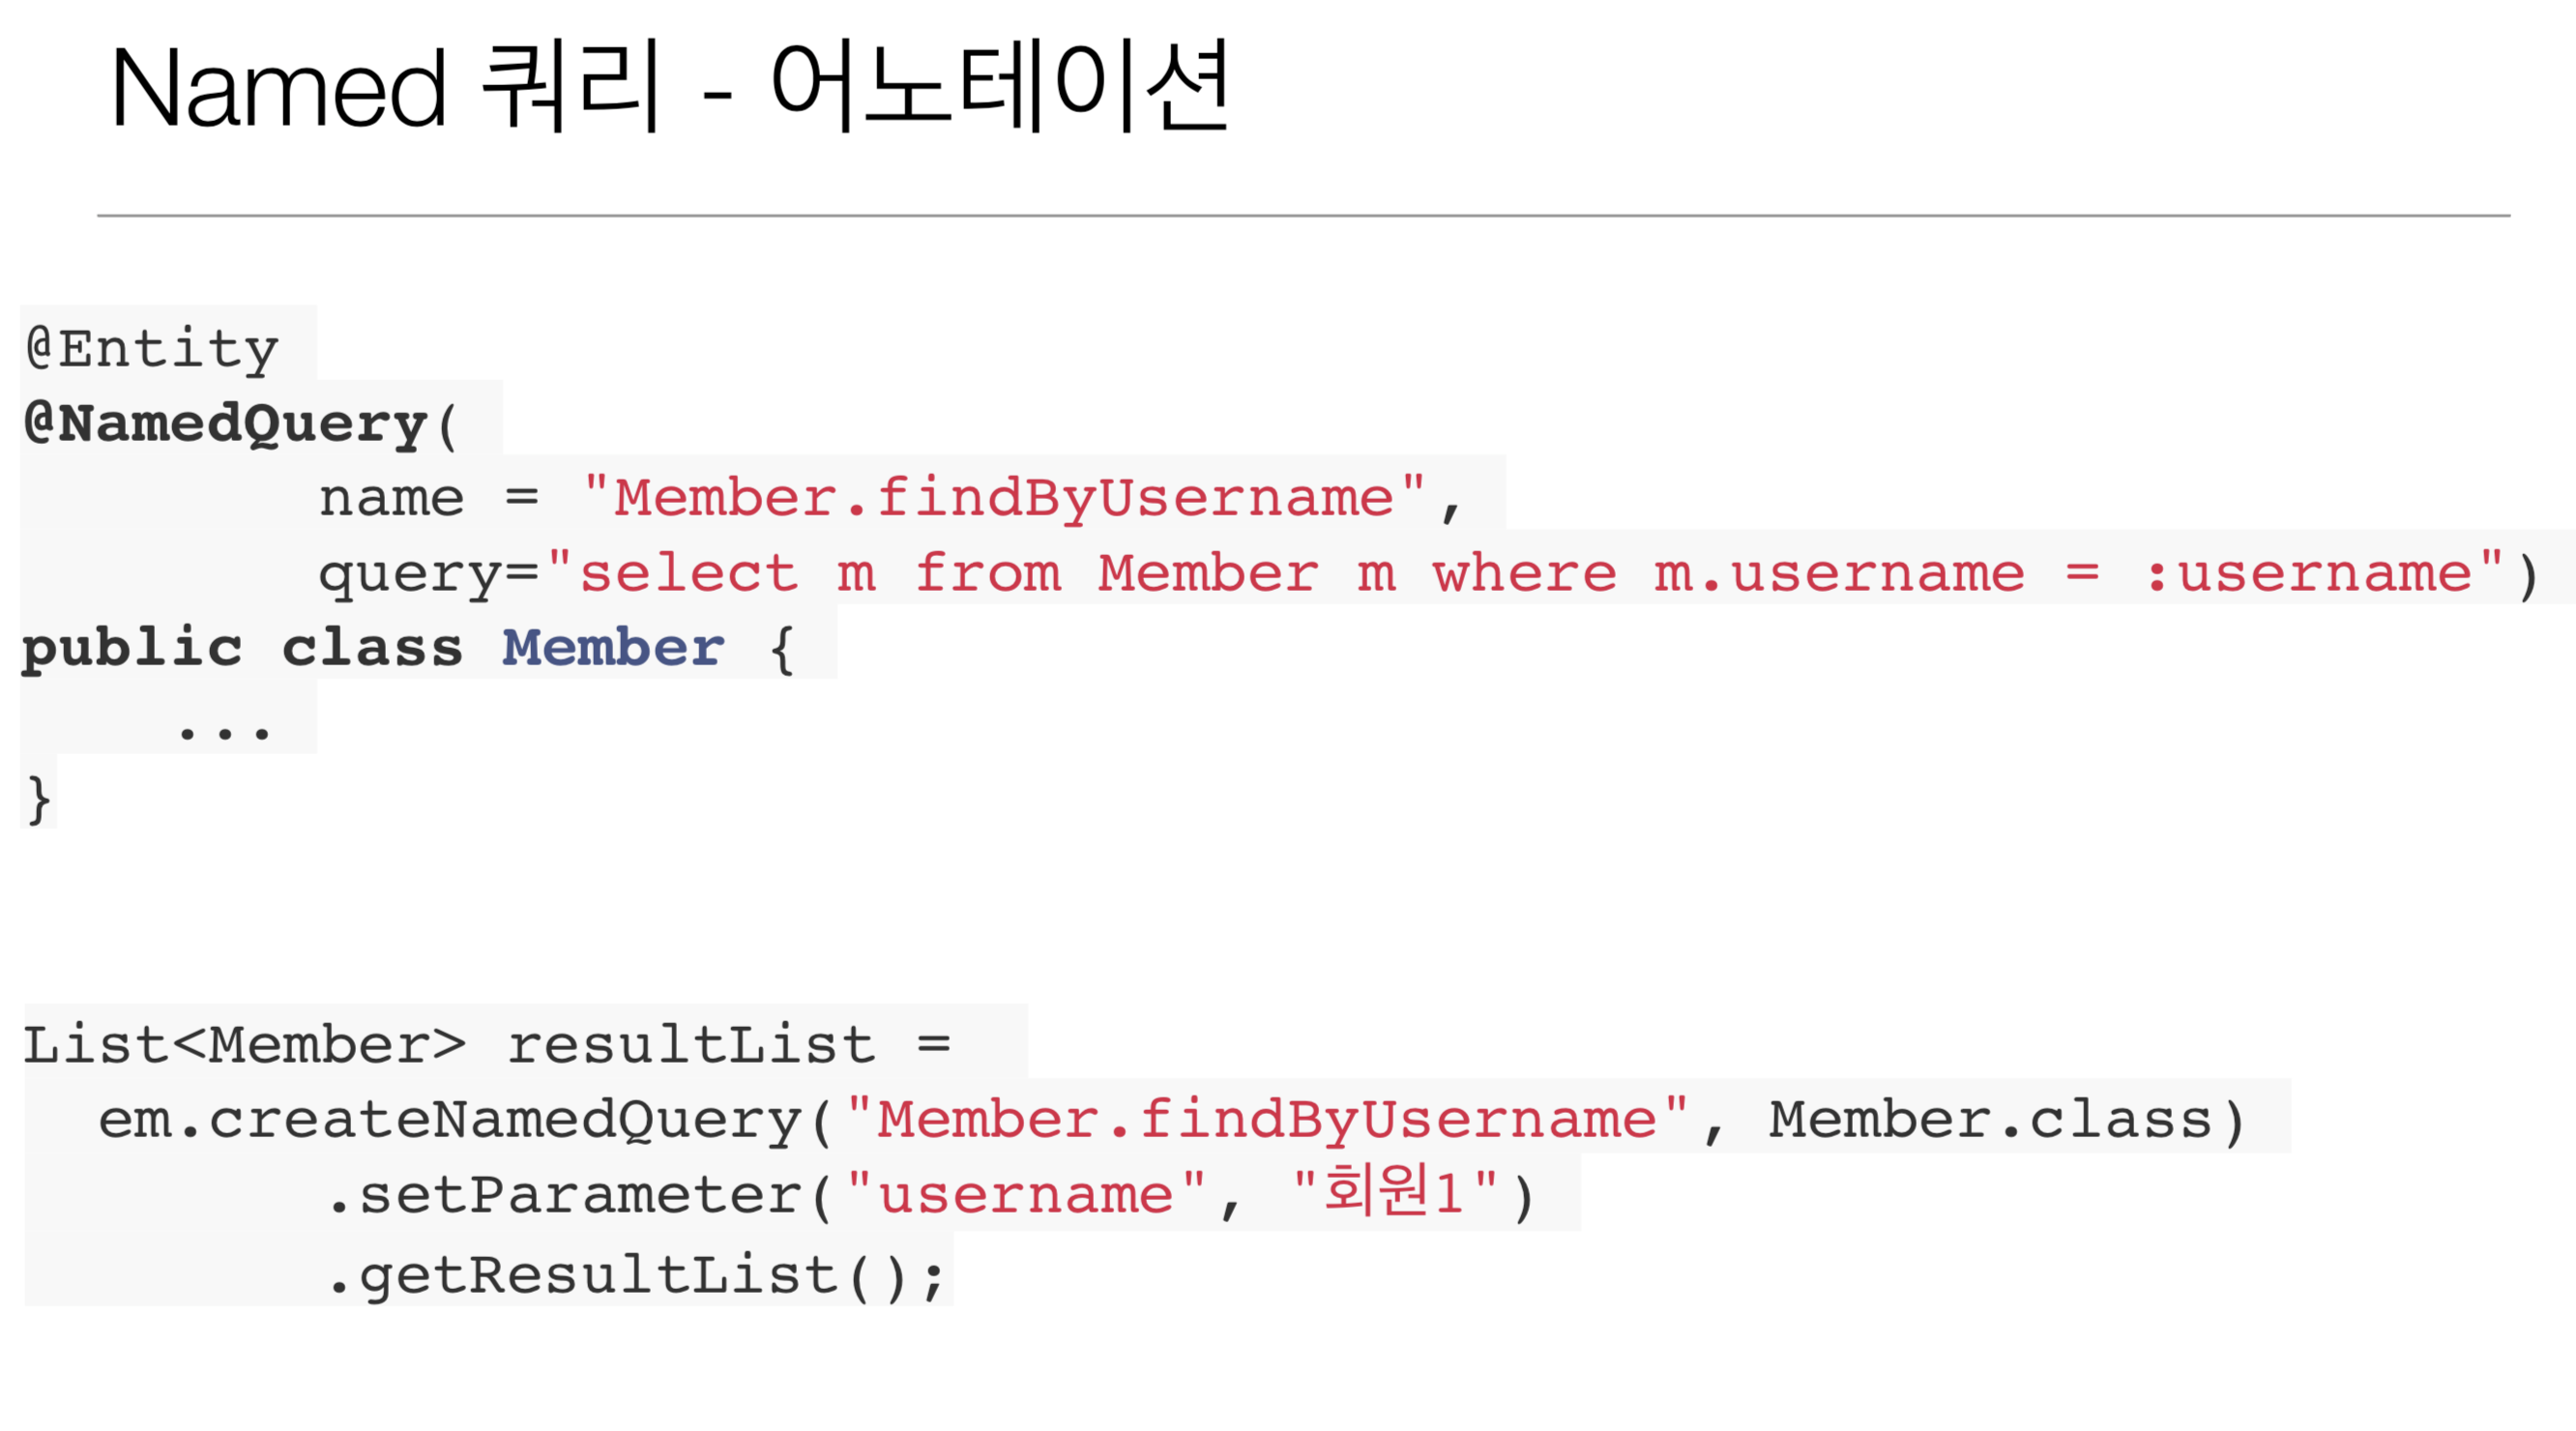 Named 쿼리 - 어노테이션
@Entity
@NamedQuery(
        name = "Member.findByUsername",
        query="select m from Member m where m.username = :username")
public class Member {
    ...
}
List<Member> resultList =
  em.createNamedQuery("Member.findByUsername", Member.class)
        .setParameter("username", "회원1")
        .getResultList();